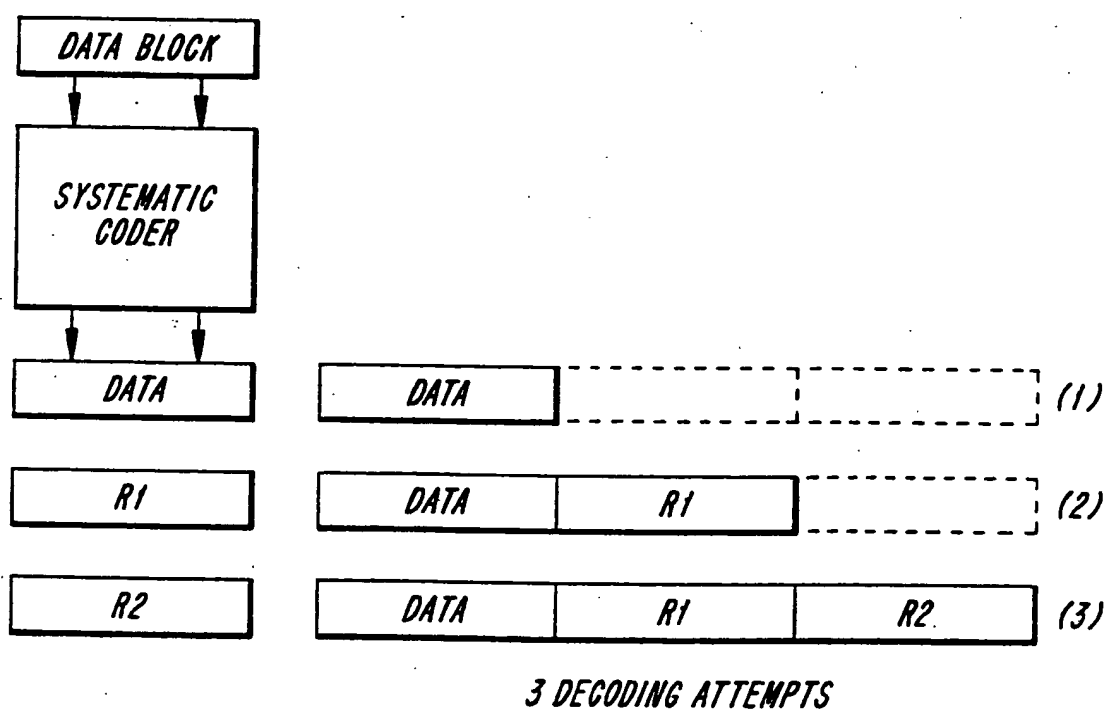 DATA BLOCK
SYSTEMATIC
CODER
DATA
DATA (1)
R1
DATA R1 (2)
R2
DATA R1 R2 (3)
3 DECODING ATTEMPTS